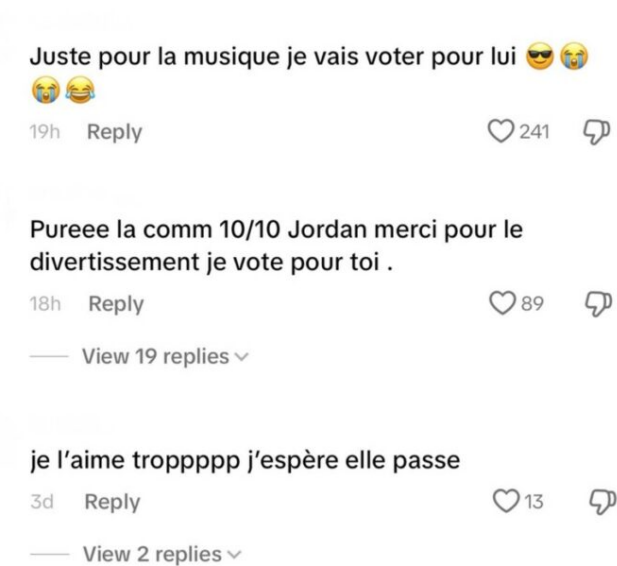 Juste pour la musique je vais voter pour lui 😎😭
😭😂
19h Reply 241
Pureee la comm 10/10 Jordan merci pour le
divertissement je vote pour toi .
18h Reply 89
View 19 replies
je l'aime troppppp j'espère elle passe
3d Reply 13
View 2 replies